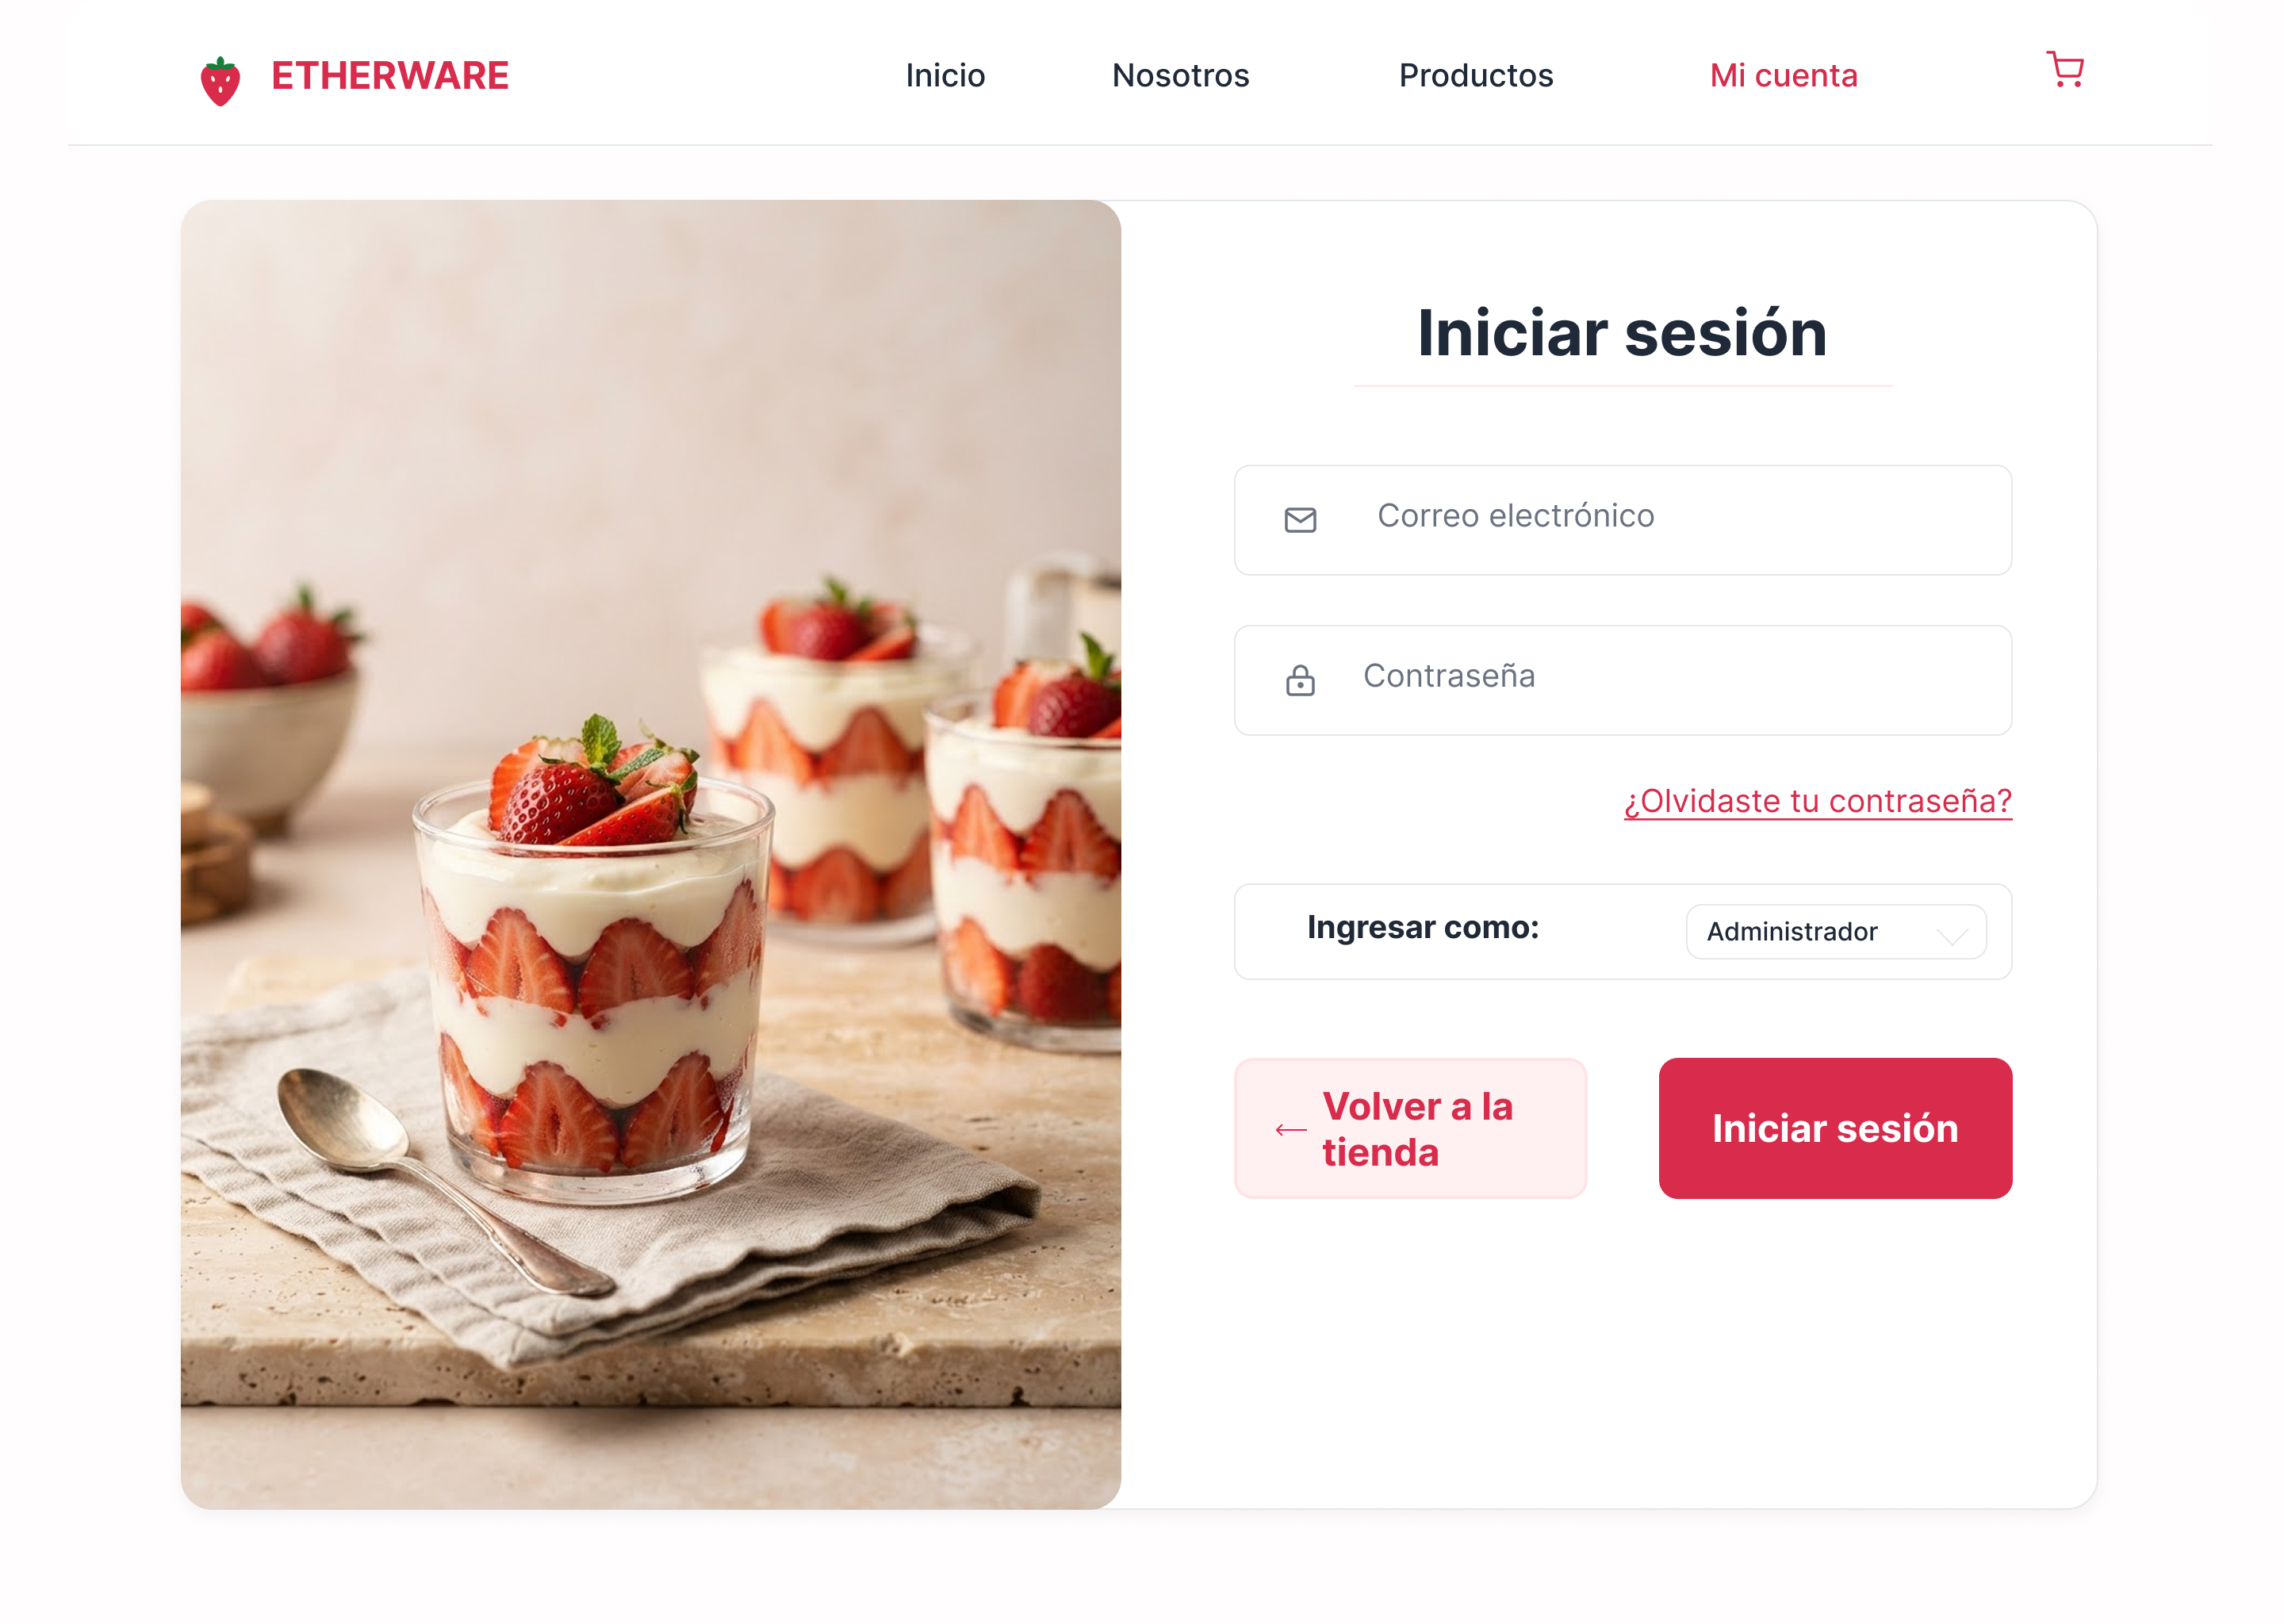 ETHERWARE
Inicio
Nosotros
Productos
Mi cuenta
Iniciar sesión
Correo electrónico
Contraseña
¿Olvidaste tu contraseña?
Ingresar como:
Administrador
Volver a la
tienda
Iniciar sesión